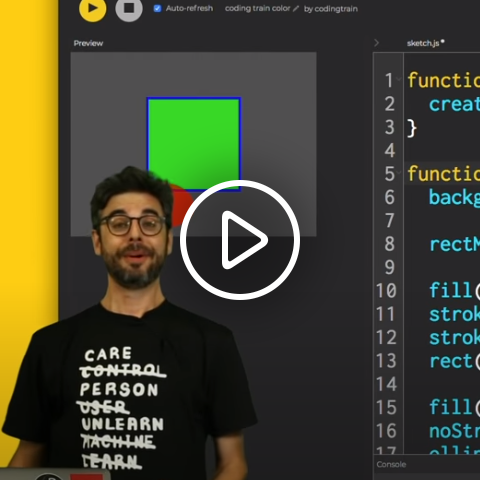 Auto-refresh coding train color by codingtrain
Preview
sketch.js
1 functio
2 creat
3 }
4
5 functio
6 backg
7
8 rectM
9
10 fill(
11 strok
12 strok
13 rect(
14
15 fill(
16 noStr
17 ellip
Console
CARE
CONTROL
PERSON
USER
UNLEARN
MACHINE
LEARN